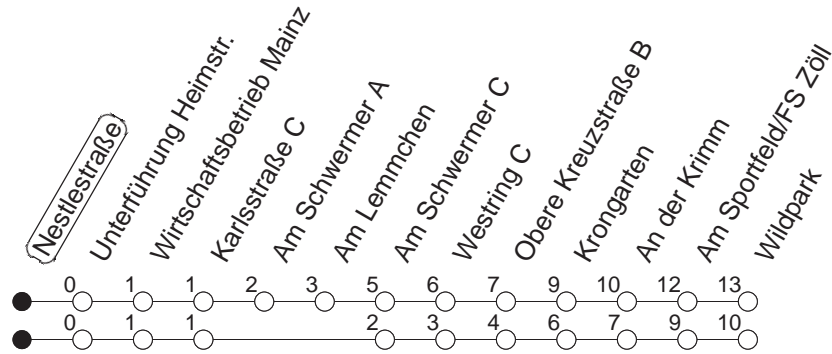 Nestlestraße
Unterführung Heimstr.
Wirtschaftsbetrieb Mainz
Karlsstraße C
Am Schwermer A
Am Lemmchen
Am Schwermer C
Westring C
Obere Kreuzstraße B
Krongarten
An der Krimm
Am Sportfeld/FS Zöll
Wildpark
0 1 1 2 3 5 6 7 9 10 12 13
0 1 1 2 3 4 6 7 9 10